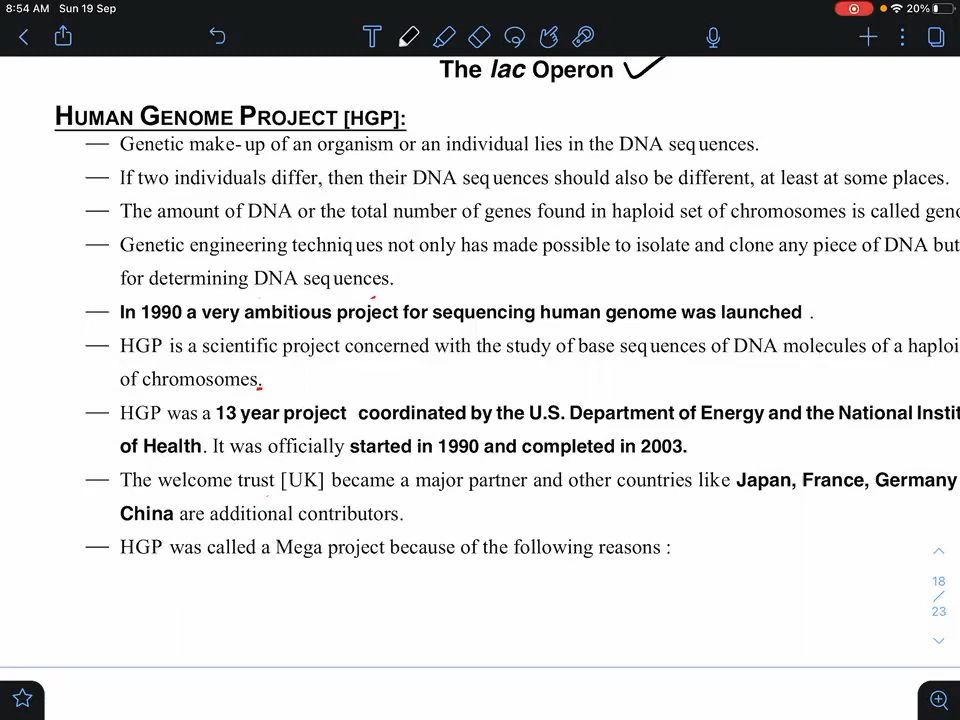 8:54 AM Sun 19 Sep
20%
The lac Operon
HUMAN GENOME PROJECT [HGP]:
— Genetic make-up of an organism or an individual lies in the DNA sequences.
— If two individuals differ, then their DNA sequences should also be different, at least at some places.
— The amount of DNA or the total number of genes found in haploid set of chromosomes is called geno
— Genetic engineering techniques not only has made possible to isolate and clone any piece of DNA but
for determining DNA sequences.
— In 1990 a very ambitious project for sequencing human genome was launched .
— HGP is a scientific project concerned with the study of base sequences of DNA molecules of a haploi
of chromosomes.
— HGP was a 13 year project coordinated by the U.S. Department of Energy and the National Instit
of Health. It was officially started in 1990 and completed in 2003.
— The welcome trust [UK] became a major partner and other countries like Japan, France, Germany
China are additional contributors.
— HGP was called a Mega project because of the following reasons :
18
/
23